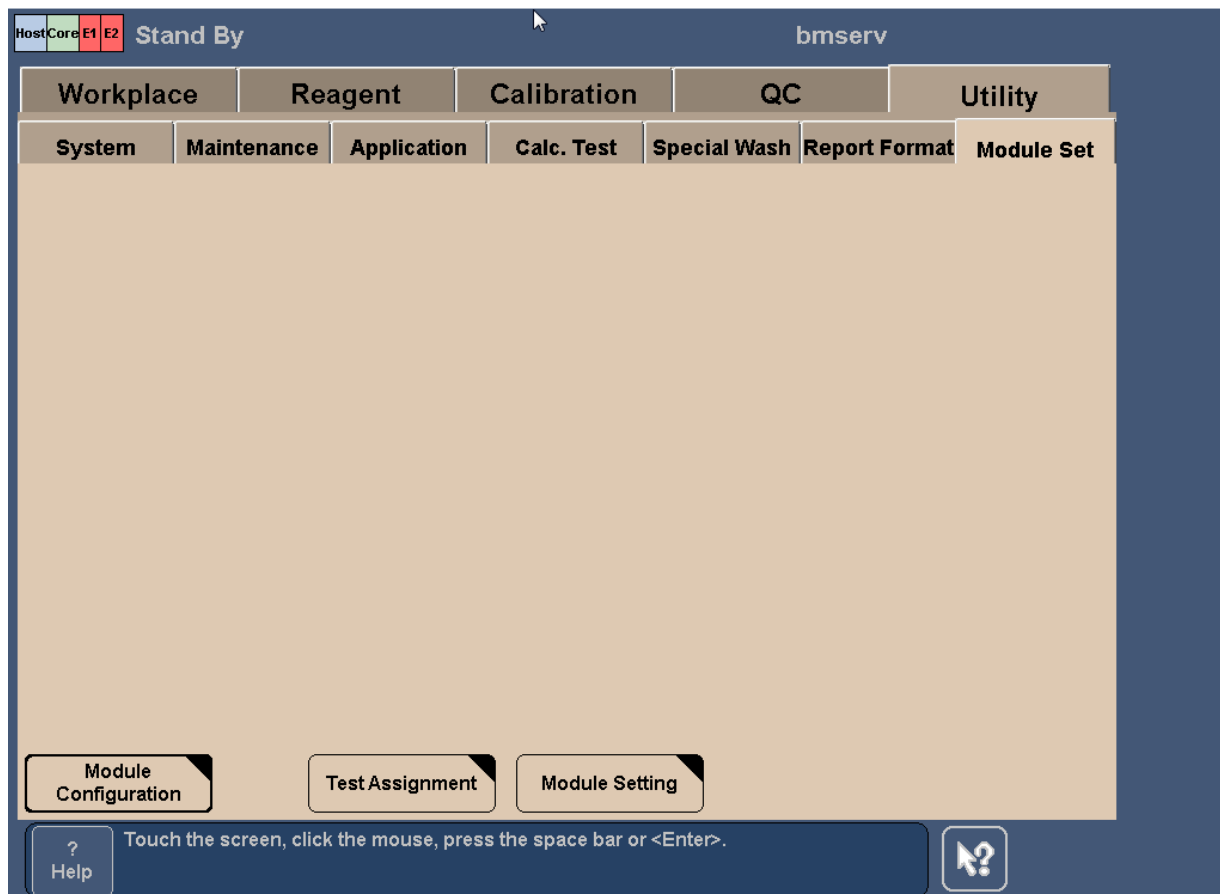 Host Core E1 E2 Stand By bmserv
Workplace Reagent Calibration QC Utility
System Maintenance Application Calc. Test Special Wash Report Format Module Set
Module
Configuration
Test Assignment
Module Setting
?
Help
Touch the screen, click the mouse, press the space bar or <Enter>.
?